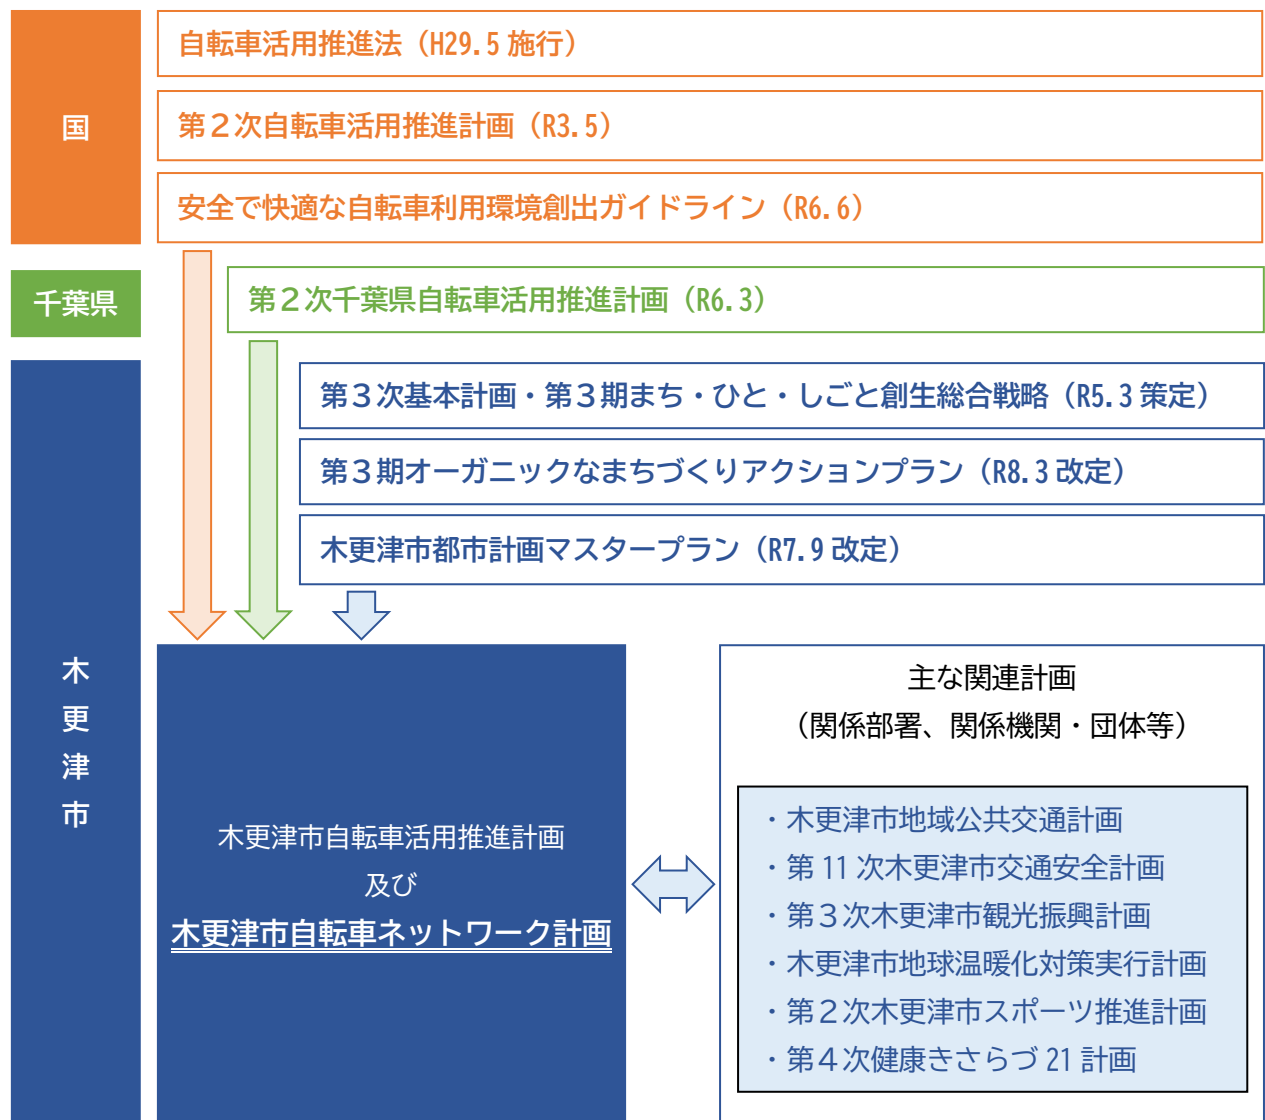 国
自転車活用推進法（H29.5 施行）
第２次自転車活用推進計画（R3.5）
安全で快適な自転車利用環境創出ガイドライン（R6.6）
千葉県
第２次千葉県自転車活用推進計画（R6.3）
木更津市
第３次基本計画・第３期まち・ひと・しごと創生総合戦略（R5.3 策定）
第３期オーガニックなまちづくりアクションプラン（R8.3 改定）
木更津市都市計画マスタープラン（R7.9 改定）
木更津市自転車活用推進計画
及び
木更津市自転車ネットワーク計画
主な関連計画
（関係部署、関係機関・団体等）
・木更津市地域公共交通計画
・第 11 次木更津市交通安全計画
・第３次木更津市観光振興計画
・木更津市地球温暖化対策実行計画
・第２次木更津市スポーツ推進計画
・第４次健康きさらづ 21 計画